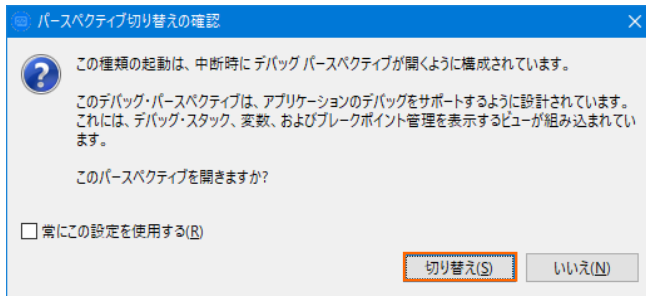 パースペクティブ切り替えの確認
この種類の起動は、中断時に デバッグ パースペクティブが開くように構成されています。
このデバッグ・パースペクティブは、アプリケーションのデバッグをサポートするように設計されています。
これには、デバッグ・スタック、変数、およびブレークポイント管理を表示するビューが組み込まれてい
ます。
このパースペクティブを開きますか?
常にこの設定を使用する(R)
切り替え(S) いいえ(N)